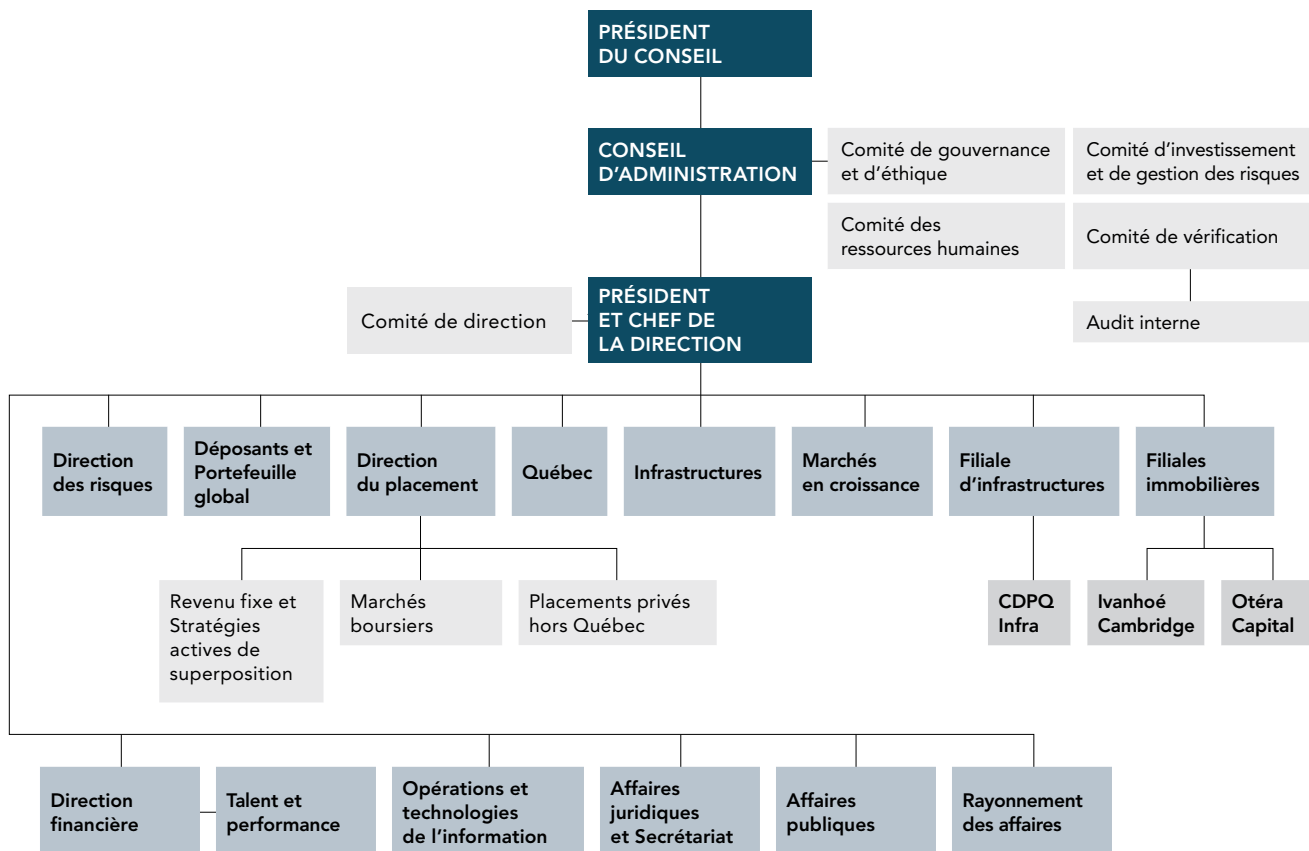 PRÉSIDENT
DU CONSEIL
CONSEIL
D’ADMINISTRATION
Comité de gouvernance
et d’éthique
Comité d’investissement
et de gestion des risques
Comité des
ressources humaines
Comité de vérification
Audit interne
PRÉSIDENT
ET CHEF DE
LA DIRECTION
Comité de direction
Direction
des risques
Déposants et
Portefeuille
global
Direction
du placement
Québec
Infrastructures
Marchés
en croissance
Filiale
d’infrastructures
Filiales
immobilières
Revenu fixe et
Stratégies
actives de
superposition
Marchés
boursiers
Placements privés
hors Québec
CDPQ
Infra
Ivanhoé
Cambridge
Otéra
Capital
Direction
financière
Talent et
performance
Opérations et
technologies
de l’information
Affaires
juridiques
et Secrétariat
Affaires
publiques
Rayonnement
des affaires